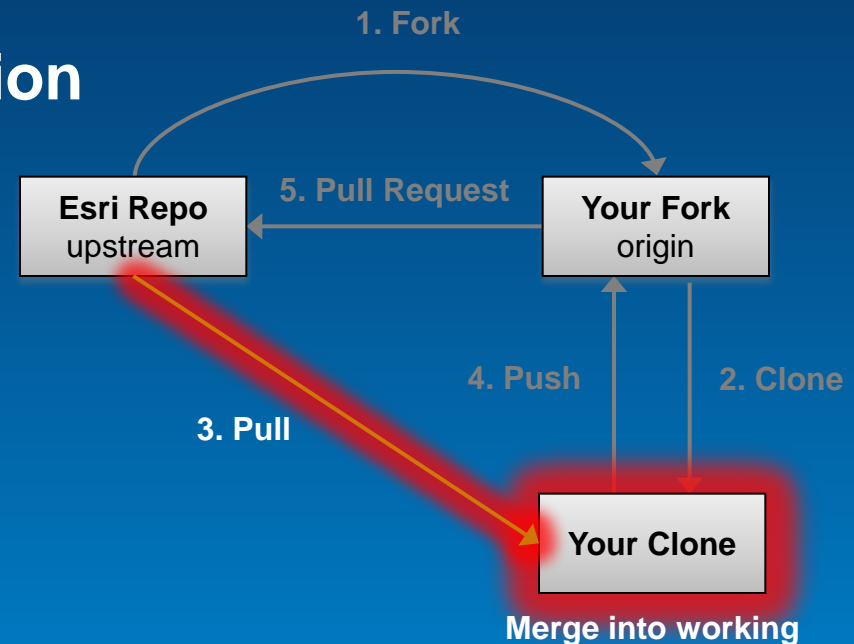 1. Fork
Esri Repo
upstream
5. Pull Request
Your Fork
origin
4. Push
2. Clone
3. Pull
Your Clone
Merge into working